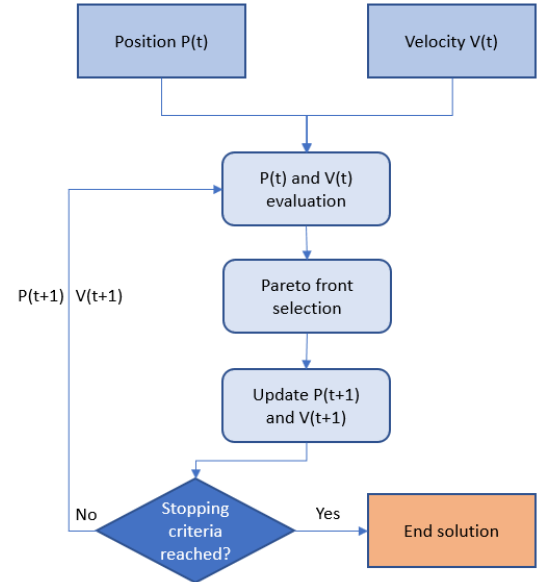 Position P(t)
Velocity V(t)
P(t) and V(t)
evaluation
Pareto front
selection
P(t+1)
V(t+1)
Update P(t+1)
and V(t+1)
Stopping
criteria
reached?
No
Yes
End solution